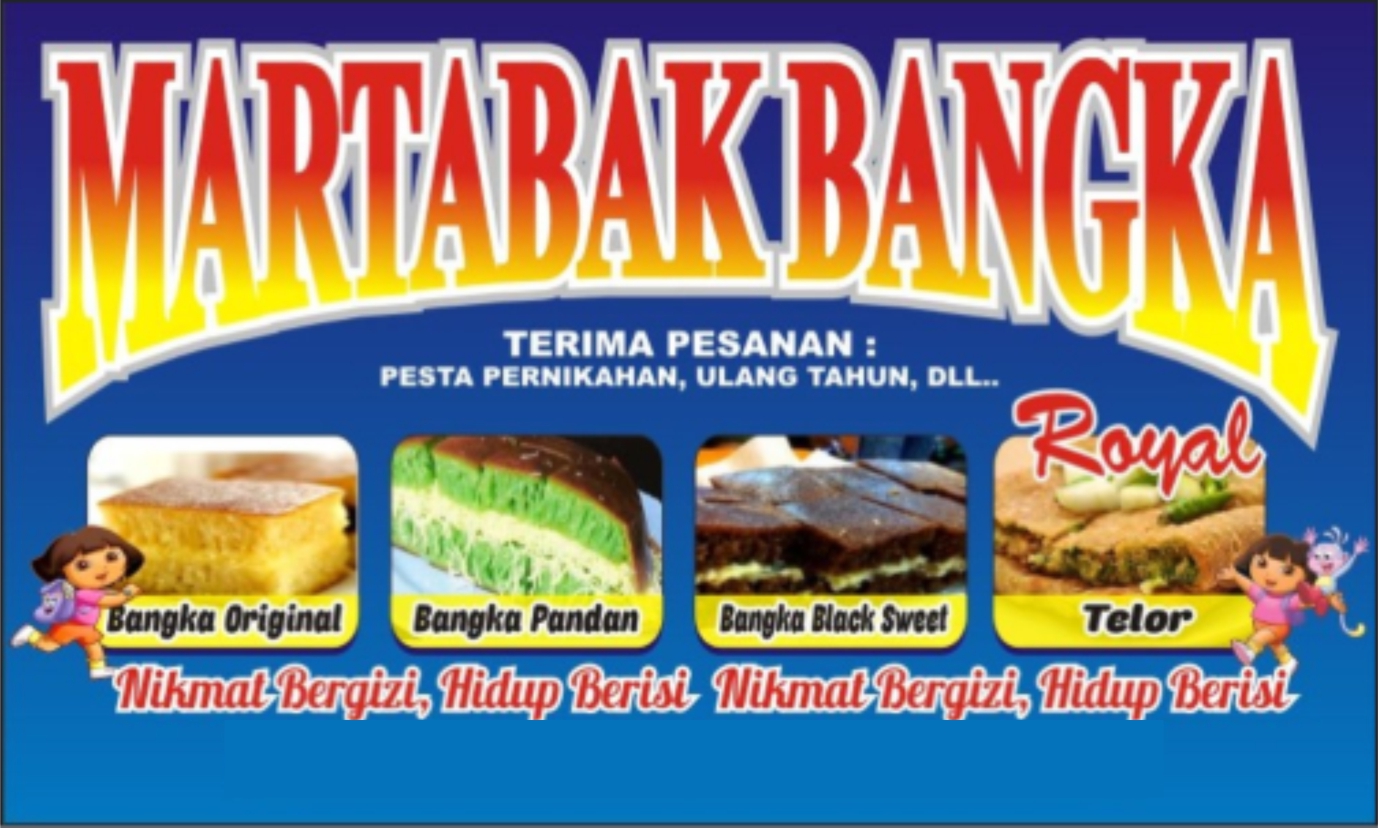 MARTABAK BANGKA
TERIMA PESANAN :
PESTA PERNIKAHAN, ULANG TAHUN, DLL..
Royal
Bangka Original
Bangka Pandan
Bangka Black Sweet
Telor
Nikmat Bergizi, Hidup Berisi Nikmat Bergizi, Hidup Berisi